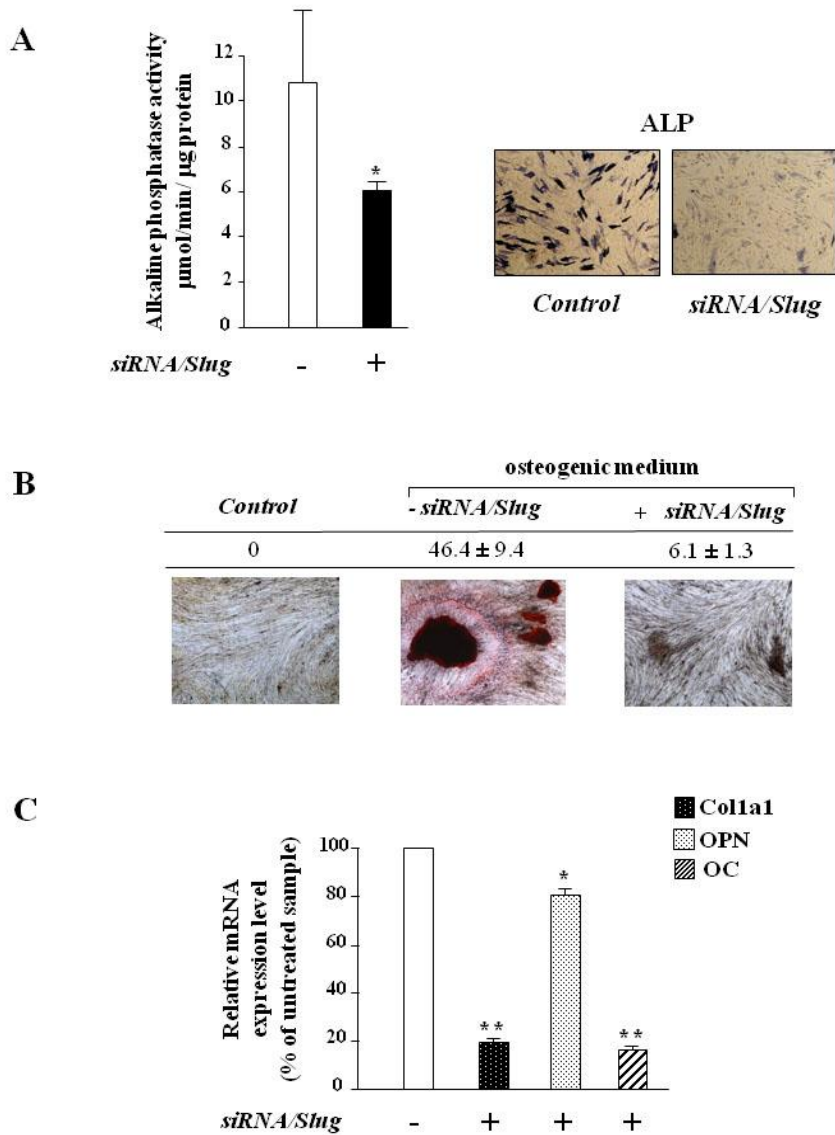 A
Alkaline phosphatase activity
µmol/min/ µg protein
12
10
8
6
4
2
0
*
siRNA/Slug
-
+
ALP
Control
siRNA/Slug
B
osteogenic medium
Control
- siRNA/Slug
+ siRNA/Slug
0
46.4 ± 9.4
6.1 ± 1.3
C
Col1a1
OPN
OC
Relative mRNA
expression level
(% of untreated sample)
100
80
60
40
20
0
**
*
**
siRNA/Slug
- + + +